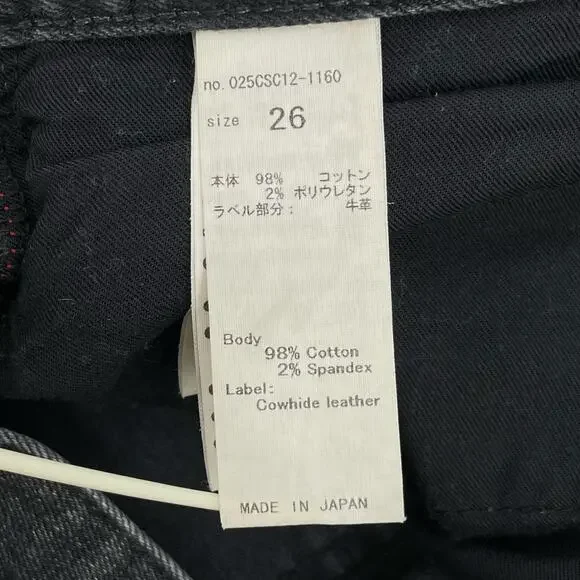 no. 025CSC12-1160
size 26
本体 98% コットン
2% ポリウレタン
ラベル部分: 牛革
Body
98% Cotton
2% Spandex
Label:
Cowhide leather
MADE IN JAPAN